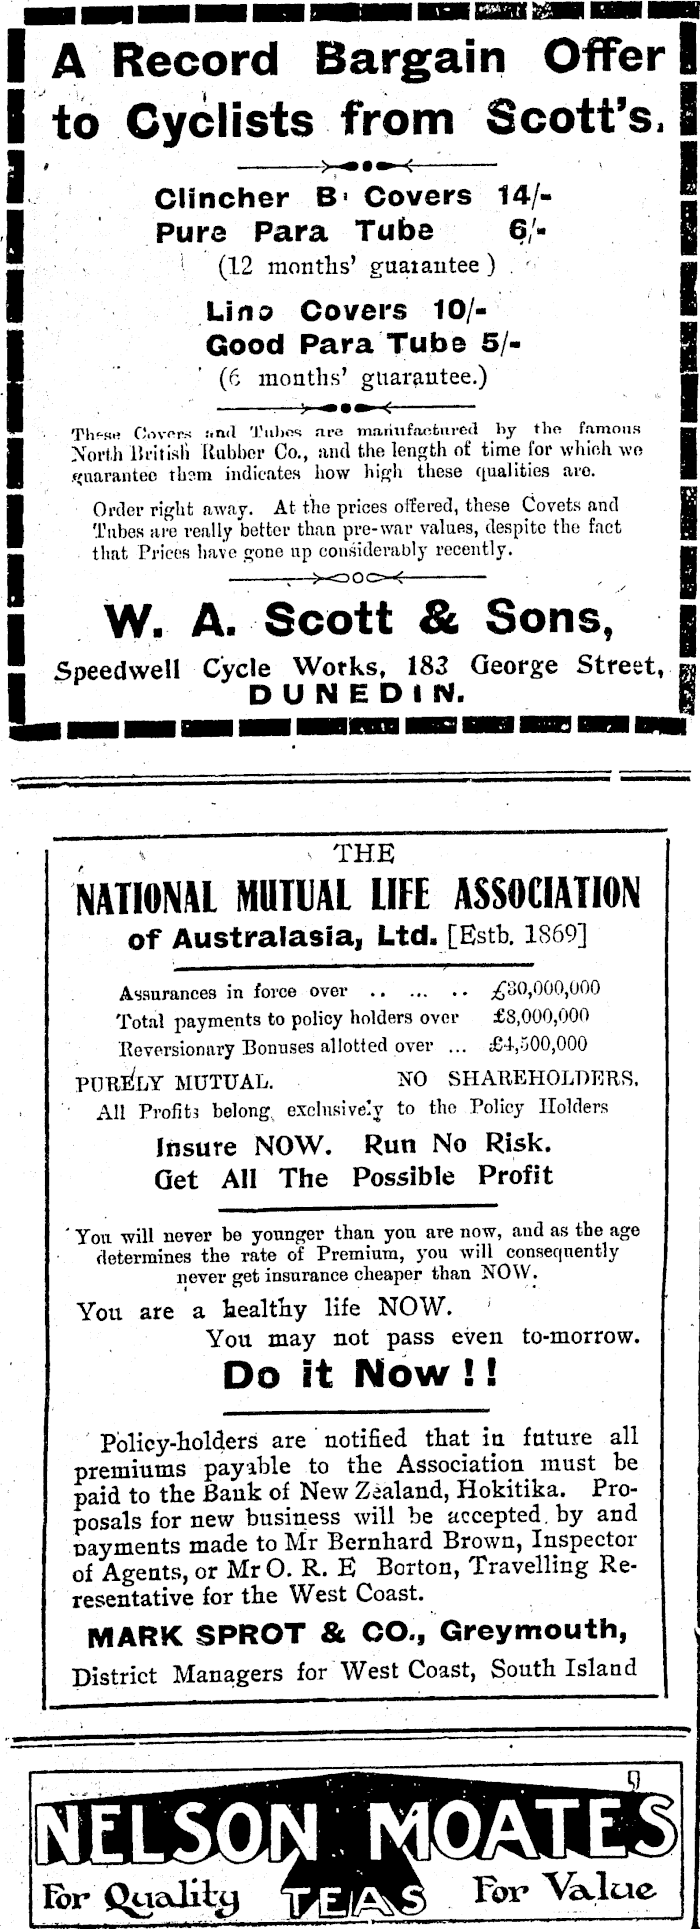 A Record Bargain Offer
to Cyclists from Scott's.
Clincher B Covers 14/-
Pure Para Tube 6/-
(12 months' guarantee)
Lino Covers 10/-
Good Para Tube 5/-
(6 months' guarantee.)
These Covers and Tubes are manufactured by the famous
North British Rubber Co., and the length of time for which we
guarantee them indicates how high these qualities are.
Order right away. At the prices offered, these Covets and
Tubes are really better than pre-war values, despite the fact
that Prices have gone up considerably recently.
W. A. Scott & Sons,
Speedwell Cycle Works, 183 George Street,
DUNEDIN.
THE
NATIONAL MUTUAL LIFE ASSOCIATION
of Australasia, Ltd. [Estb. 1869]
Assurances in force over .. ... .. £30,000,000
Total payments to policy holders over £8,000,000
Reversionary Bonuses allotted over ... £4,500,000
PURELY MUTUAL. NO SHAREHOLDERS.
All Profits belong exclusively to the Policy Holders
Insure NOW. Run No Risk.
Get All The Possible Profit
You will never be younger than you are now, and as the age
determines the rate of Premium, you will consequently
never get insurance cheaper than NOW.
You are a healthy life NOW.
You may not pass even to-morrow.
Do it Now!!
Policy-holders are notified that in future all
premiums payable to the Association must be
paid to the Bank of New Zealand, Hokitika. Pro-
posals for new business will be accepted by and
payments made to Mr Bernhard Brown, Inspector
of Agents, or Mr O. R. E Borton, Travelling Re-
resentative for the West Coast.
MARK SPROT & CO., Greymouth,
District Managers for West Coast, South Island
NELSON MOATES
For Quality TEAS For Value